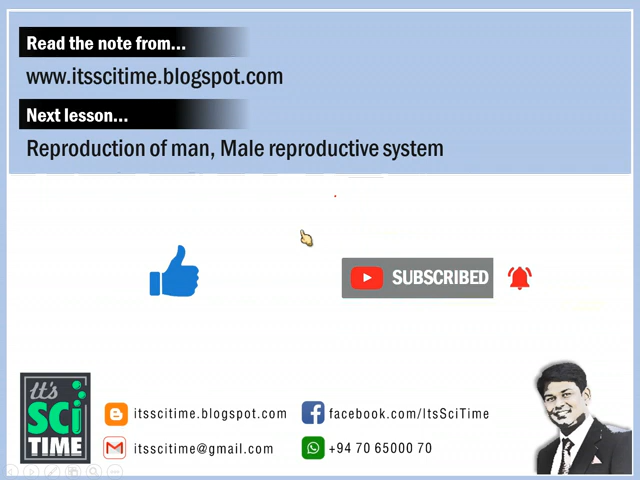 Read the note from...
www.itsscitime.blogspot.com
Next lesson...
Reproduction of man, Male reproductive system
SUBSCRIBED
It's
SCi
TIME
itsscitime.blogspot.com
facebook.com/ItsSciTime
itsscitime@gmail.com
+94 70 65000 70